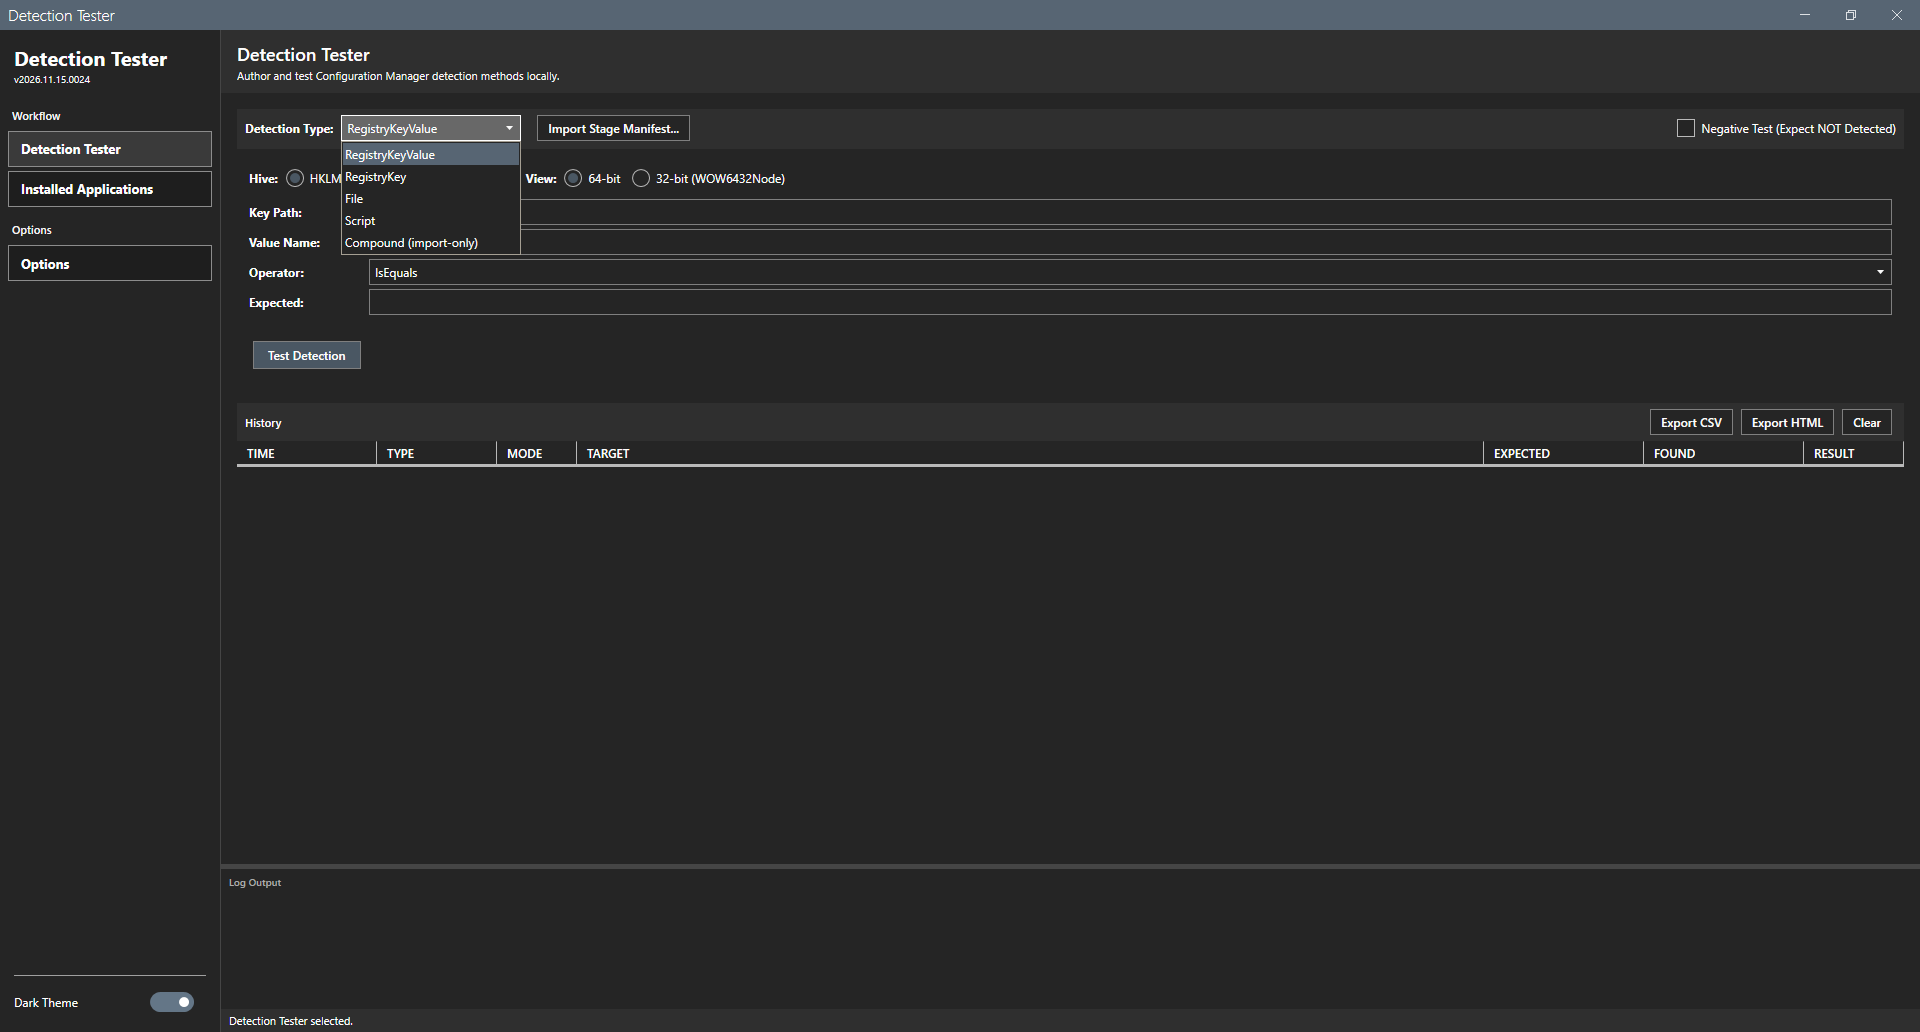 Detection Tester
Detection Tester
v2026.11.15.0024
Workflow
Detection Tester
Installed Applications
Options
Options
Dark Theme
Detection Tester
Author and test Configuration Manager detection methods locally.
Detection Type: RegistryKeyValue Import Stage Manifest... Negative Test (Expect NOT Detected)
RegistryKeyValue
RegistryKey
File
Script
Compound (import-only)
Hive: HKLM View: 64-bit 32-bit (WOW6432Node)
Key Path:
Value Name:
Operator: IsEquals
Expected:
Test Detection
History Export CSV Export HTML Clear
TIME TYPE MODE TARGET EXPECTED FOUND RESULT
Log Output
Detection Tester selected.